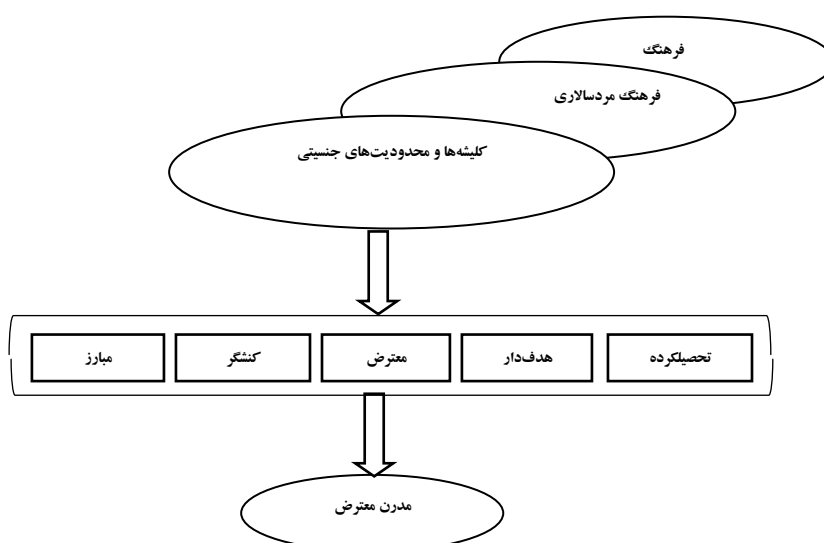 فرهنگ
فرهنگ مردسالاری
کلیشه‌ها و محدودیت‌های جنسیتی
تحصیلکرده
هدف‌دار
معترض
کنشگر
مبارز
مدرن معترض